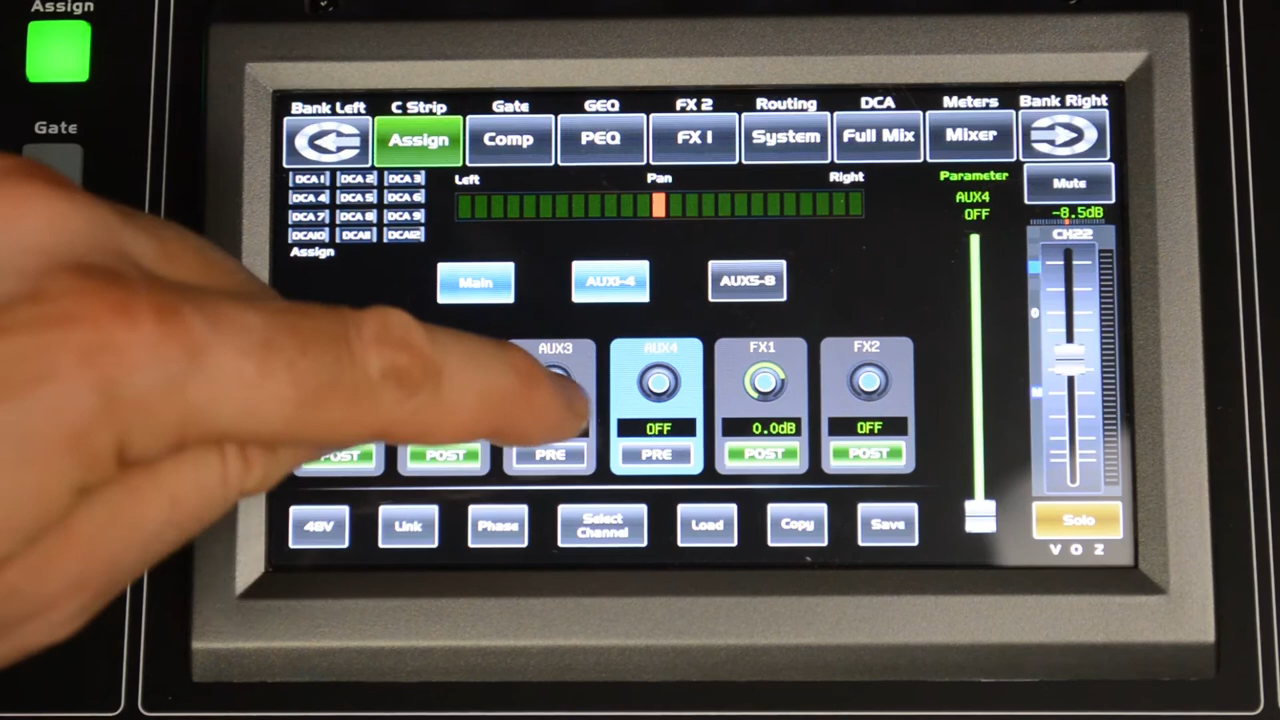 Assign
Gate
Bank Left C Strip Gate GEQ FX 2 Routing DCA Meters Bank Right
Assign Comp PEQ FX 1 System Full Mix Mixer
DCA 1 DCA 2 DCA 3
DCA 4 DCA 5 DCA 6
DCA 7 DCA 8 DCA 9
DCA10 DCA11 DCA12
Assign
Left Pan Right
Parameter
AUX4
OFF
Mute
-8.5dB
CH22
0
Main AUX1-4 AUX5-8
AUX3 AUX4 FX1 FX2
OFF 0.0dB OFF
POST POST PRE PRE POST POST
48V Link Phase Select Channel Load Copy Save
Solo
V O Z